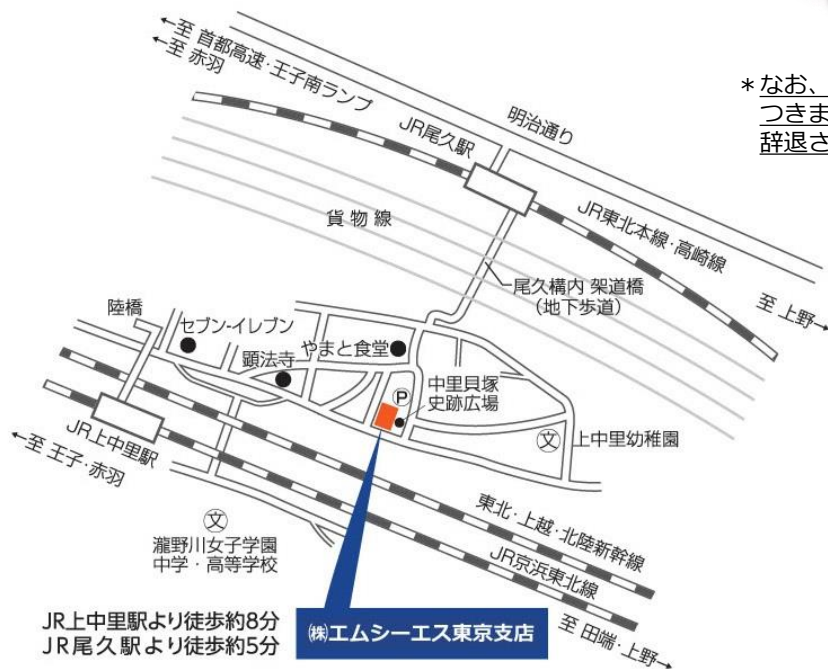 ←至 首都高速・王子南ランプ
←至 赤羽
明治通り
JR尾久駅
*なお、
つきま
辞退さ
貨物線
JR東北本線・高崎線
尾久構内 架道橋
(地下歩道)
至 上野→
陸橋
セブン-イレブン
顕法寺
やまと食堂
P
中里貝塚
史跡広場
文
上中里幼稚園
JR上中里駅
←至 王子・赤羽
文
瀧野川女子学園
中学・高等学校
東北・上越・北陸新幹線
JR京浜東北線
至 田端・上野→
JR上中里駅より徒歩約8分
JR尾久駅より徒歩約5分
㈱エムシーエス東京支店